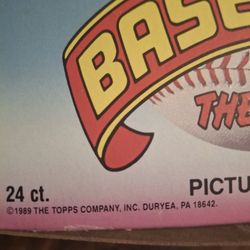 BASE
THE
24 ct.
PICTU
©1989 THE TOPPS COMPANY, INC. DURYEA, PA 18642.